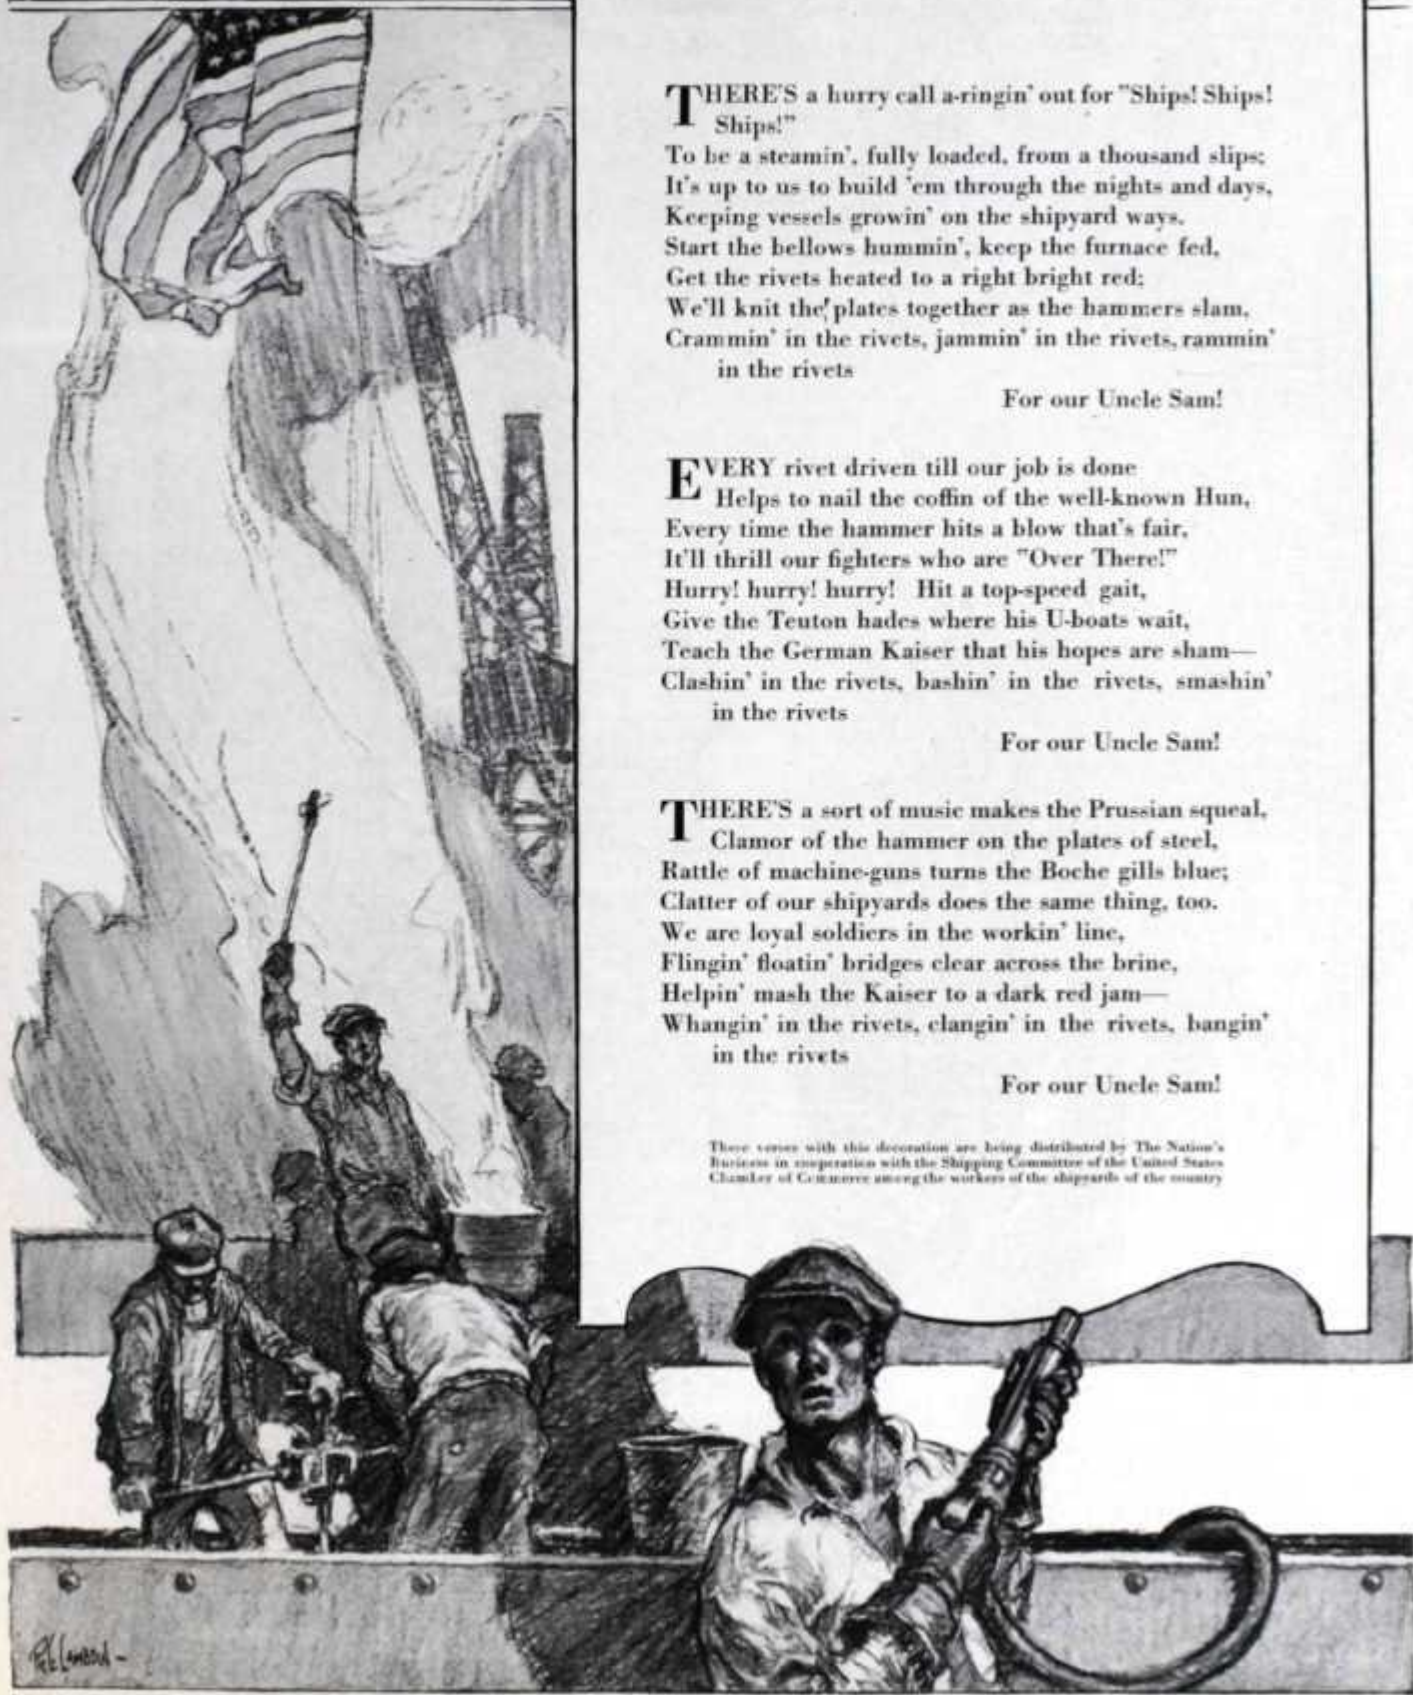 THERE'S a hurry call a-ringin' out for "Ships! Ships!
Ships!"
To be a steamin', fully loaded, from a thousand slips;
It's up to us to build 'em through the nights and days,
Keeping vessels growin' on the shipyard ways.
Start the bellows hummin', keep the furnace fed,
Get the rivets heated to a right bright red;
We'll knit the plates together as the hammers slam,
Crammin' in the rivets, jammin' in the rivets, rammin'
in the rivets
For our Uncle Sam!
EVERY rivet driven till our job is done
Helps to nail the coffin of the well-known Hun,
Every time the hammer hits a blow that's fair,
It'll thrill our fighters who are "Over There!"
Hurry! hurry! hurry! Hit a top-speed gait,
Give the Teuton hades where his U-boats wait,
Teach the German Kaiser that his hopes are sham—
Clashin' in the rivets, bashin' in the rivets, smashin'
in the rivets
For our Uncle Sam!
THERE'S a sort of music makes the Prussian squeal,
Clamor of the hammer on the plates of steel,
Rattle of machine-guns turns the Boche gills blue;
Clatter of our shipyards does the same thing, too.
We are loyal soldiers in the workin' line,
Flingin' floatin' bridges clear across the brine,
Helpin' mash the Kaiser to a dark red jam—
Whangin' in the rivets, clangin' in the rivets, bangin'
in the rivets
For our Uncle Sam!
These verses with this decoration are being distributed by The Nation's
Business in cooperation with the Shipping Committee of the United States
Chamber of Commerce among the workers of the shipyards of the country